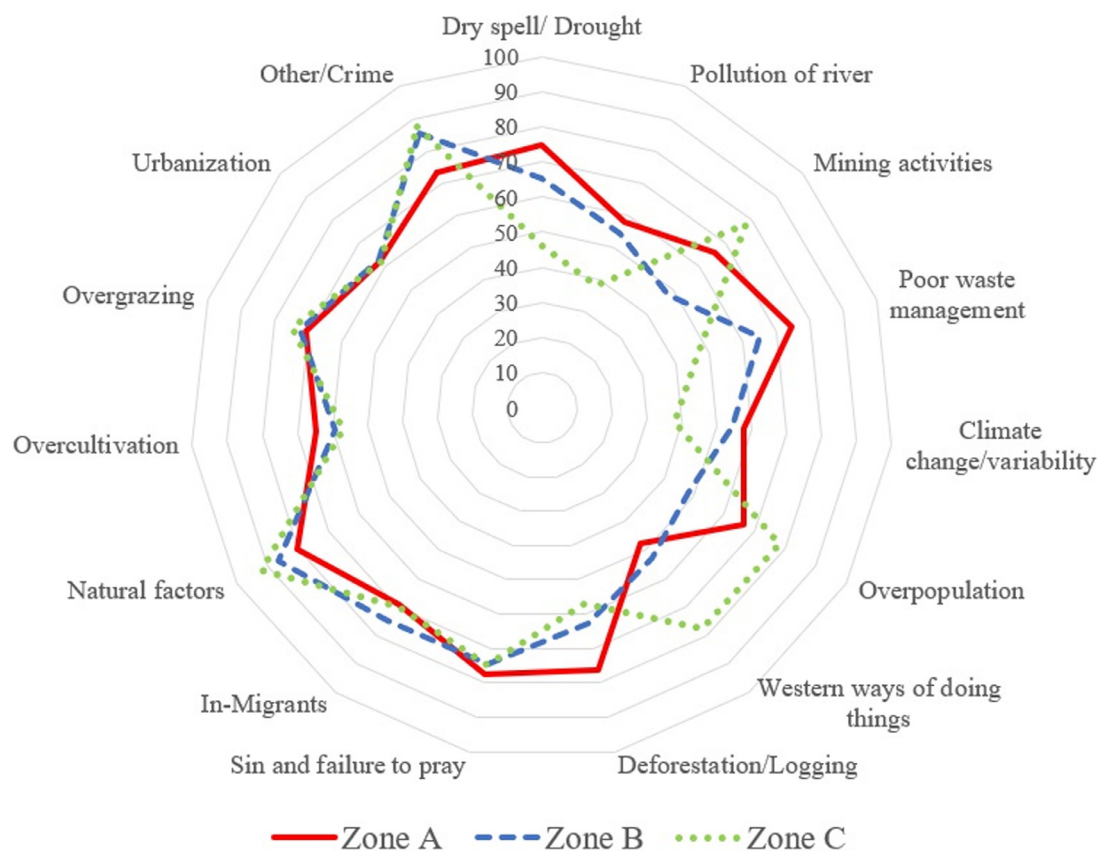 Dry spell/ Drought
Other/Crime
Pollution of river
Urbanization
Mining activities
Overgrazing
Poor waste
management
Overcultivation
Climate
change/variability
Natural factors
Overpopulation
In-Migrants
Western ways of doing
things
Sin and failure to pray
Deforestation/Logging
100
90
80
70
60
50
40
30
20
10
0
Zone A
Zone B
Zone C